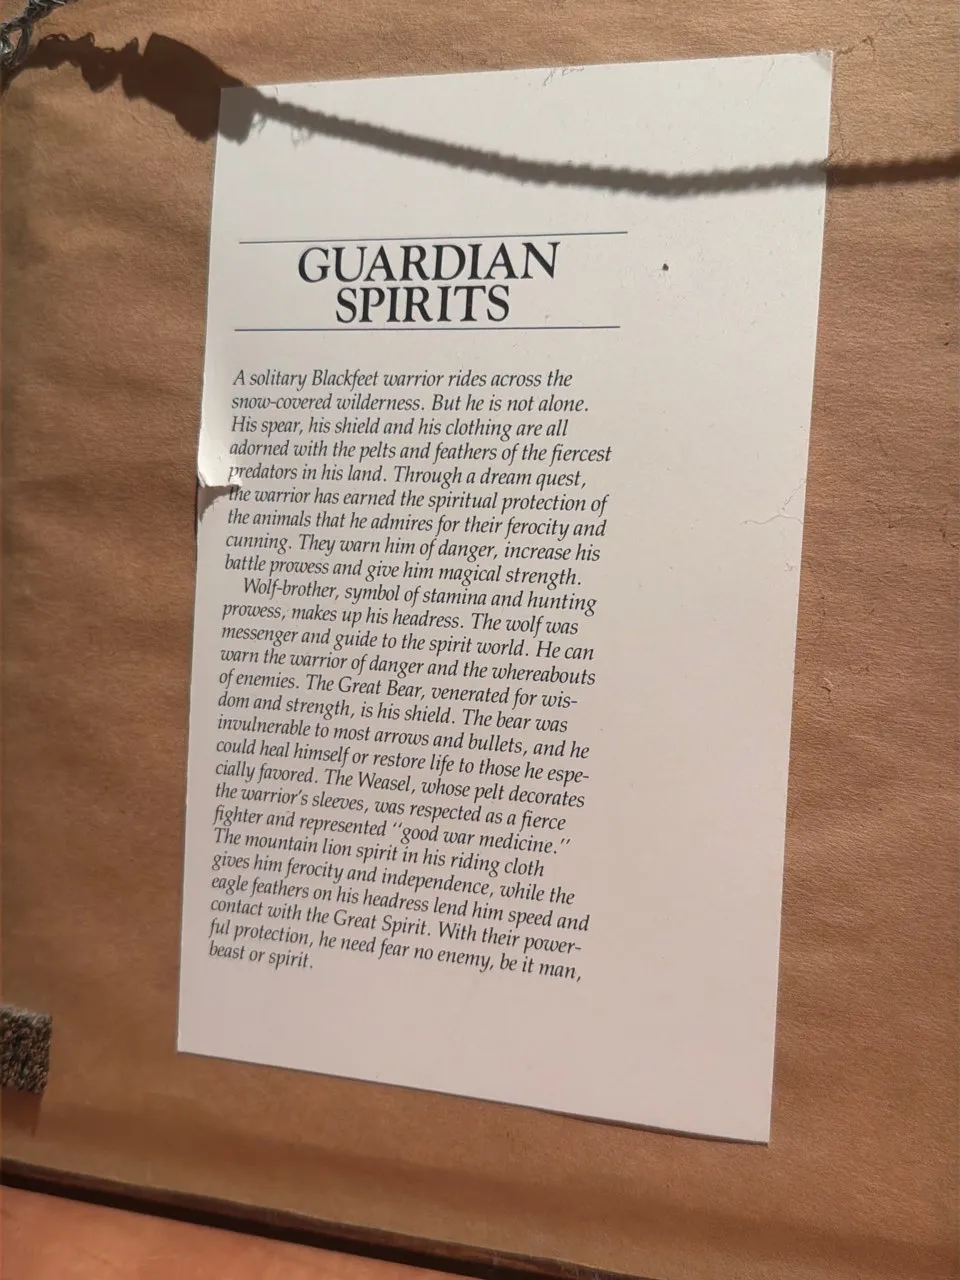 GUARDIAN
SPIRITS
A solitary Blackfeet warrior rides across the
snow-covered wilderness. But he is not alone.
His spear, his shield and his clothing are all
adorned with the pelts and feathers of the fiercest
predators in his land. Through a dream quest,
the warrior has earned the spiritual protection of
the animals that he admires for their ferocity and
cunning. They warn him of danger, increase his
battle prowess and give him magical strength.
Wolf-brother, symbol of stamina and hunting
prowess, makes up his headress. The wolf was
messenger and guide to the spirit world. He can
warn the warrior of danger and the whereabouts
of enemies. The Great Bear, venerated for wis-
dom and strength, is his shield. The bear was
invulnerable to most arrows and bullets, and he
could heal himself or restore life to those he espe-
cially favored. The Weasel, whose pelt decorates
the warrior's sleeves, was respected as a fierce
fighter and represented "good war medicine."
The mountain lion spirit in his riding cloth
gives him ferocity and independence, while the
eagle feathers on his headress lend him speed and
contact with the Great Spirit. With their power-
ful protection, he need fear no enemy, be it man,
beast or spirit.